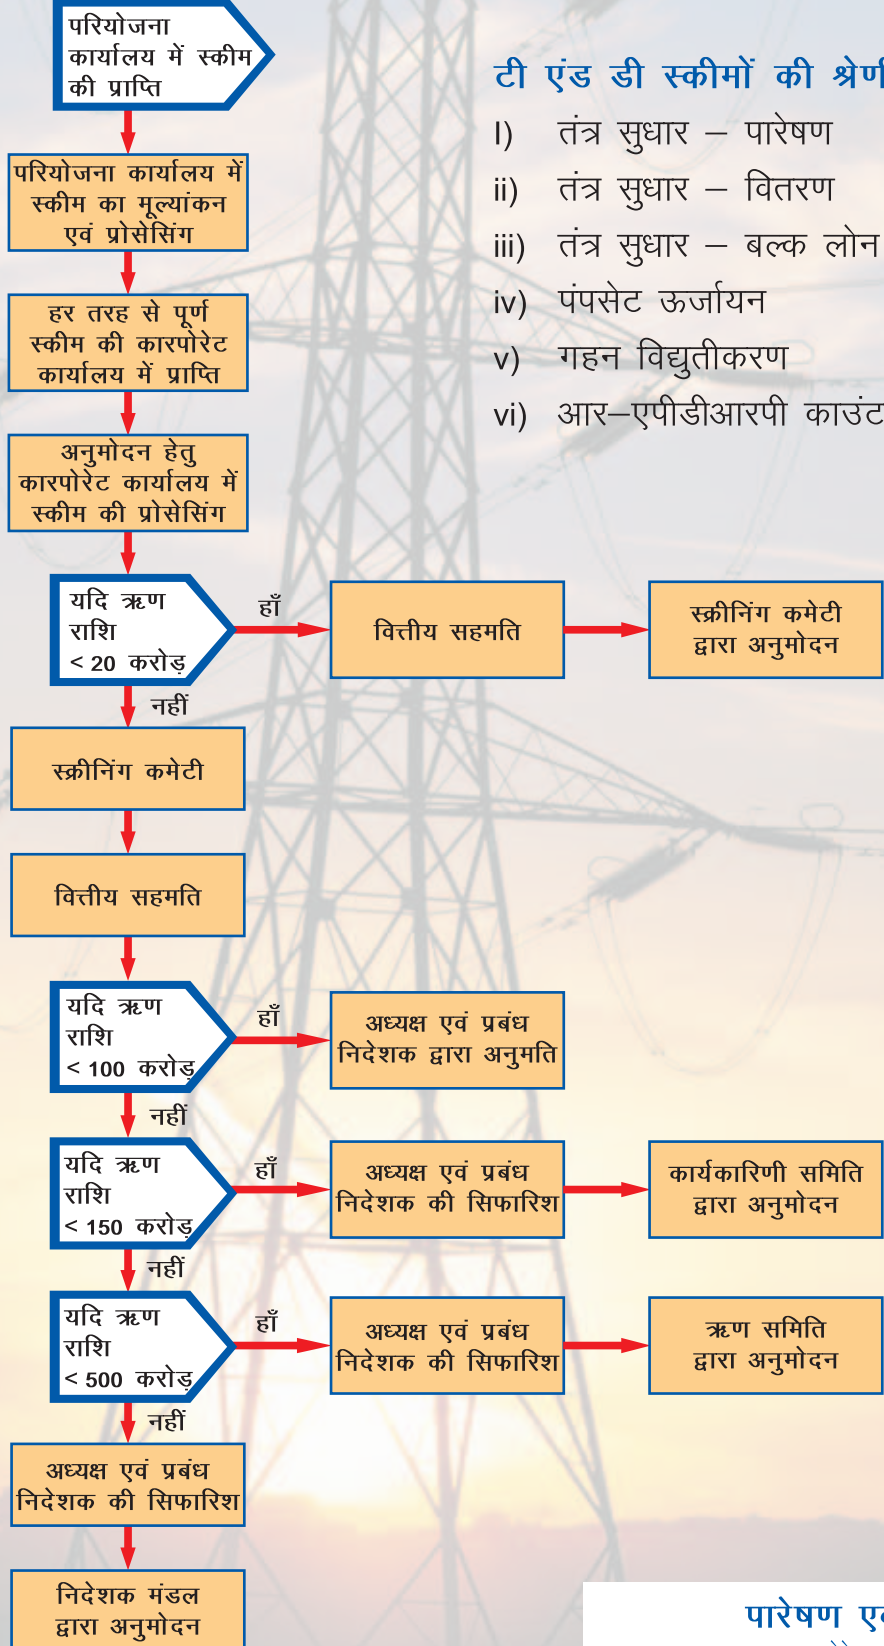 परियोजना
कार्यालय में स्कीम
की प्राप्ति
परियोजना कार्यालय में
स्कीम का मूल्यांकन
एवं प्रोसेसिंग
हर तरह से पूर्ण
स्कीम की कारपोरेट
कार्यालय में प्राप्ति
अनुमोदन हेतु
कारपोरेट कार्यालय में
स्कीम की प्रोसेसिंग
टी एंड डी स्कीमों की
I) तंत्र सुधार – पारेषण
ii) तंत्र सुधार – वितरण
iii) तंत्र सुधार – बल्क लोन
iv) पंपसेट ऊर्जायन
v) गहन विद्युतीकरण
vi) आर–एपीडीआरपी
यदि ऋण
राशि
< 20 करोड़
हाँ
वित्तीय सहमति
स्क्रीनिंग कमेटी
द्वारा अनुमोदन
नहीं
स्क्रीनिंग कमेटी
वित्तीय सहमति
यदि ऋण
राशि
< 100 करोड़
हाँ
अध्यक्ष एवं प्रबंध
निदेशक द्वारा अनुमति
नहीं
यदि ऋण
राशि
< 150 करोड़
हाँ
अध्यक्ष एवं प्रबंध
निदेशक की सिफारिश
कार्यकारिणी समिति
द्वारा अनुमोदन
नहीं
यदि ऋण
राशि
< 500 करोड़
हाँ
अध्यक्ष एवं प्रबंध
निदेशक की सिफारिश
ऋण समिति
द्वारा अनुमोदन
नहीं
अध्यक्ष एवं प्रबंध
निदेशक की सिफारिश
निदेशक मंडल
द्वारा अनुमोदन
पारेषण